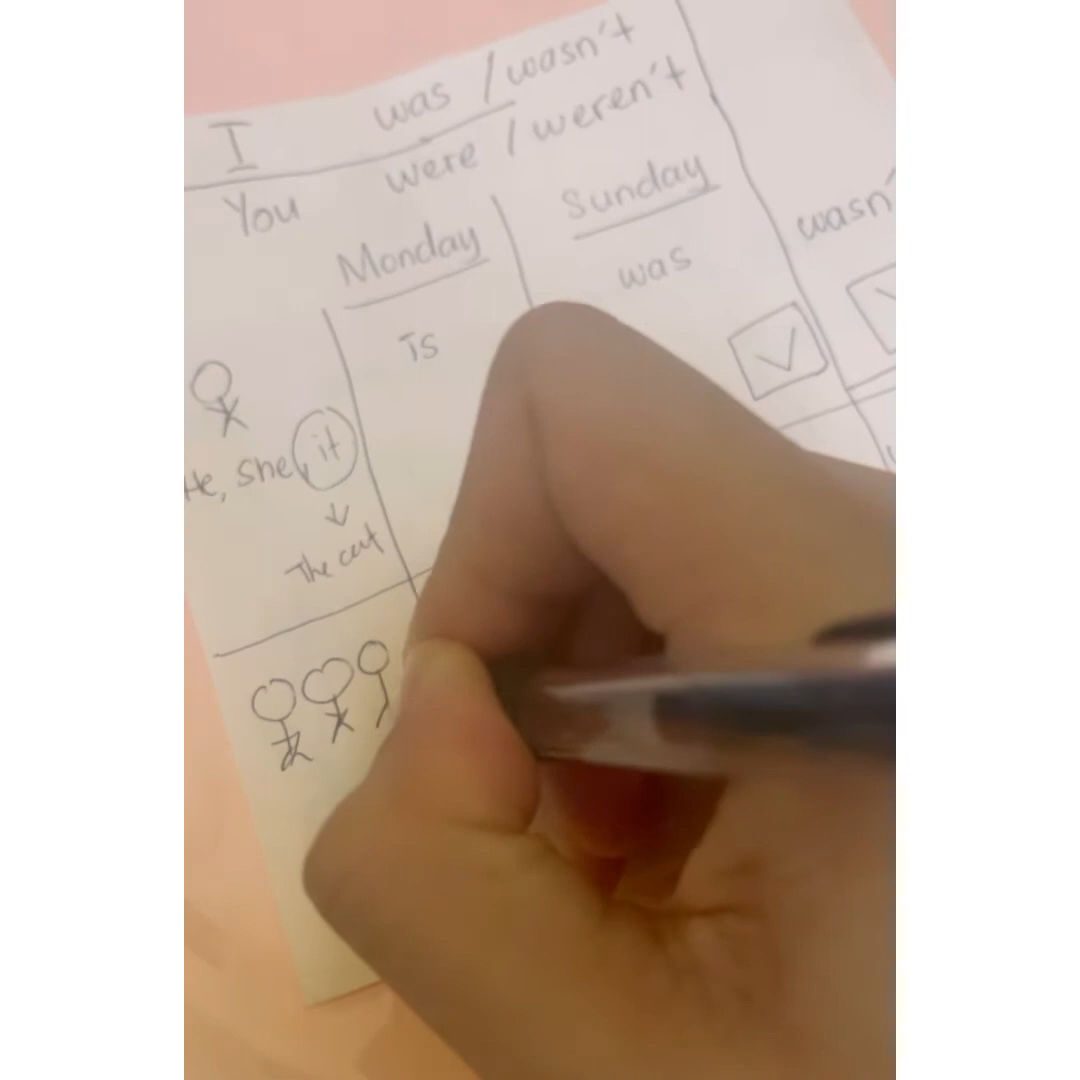 I was / wasn't
You were / weren't
Monday Sunday
is was wasn'
He, She, it
The cat